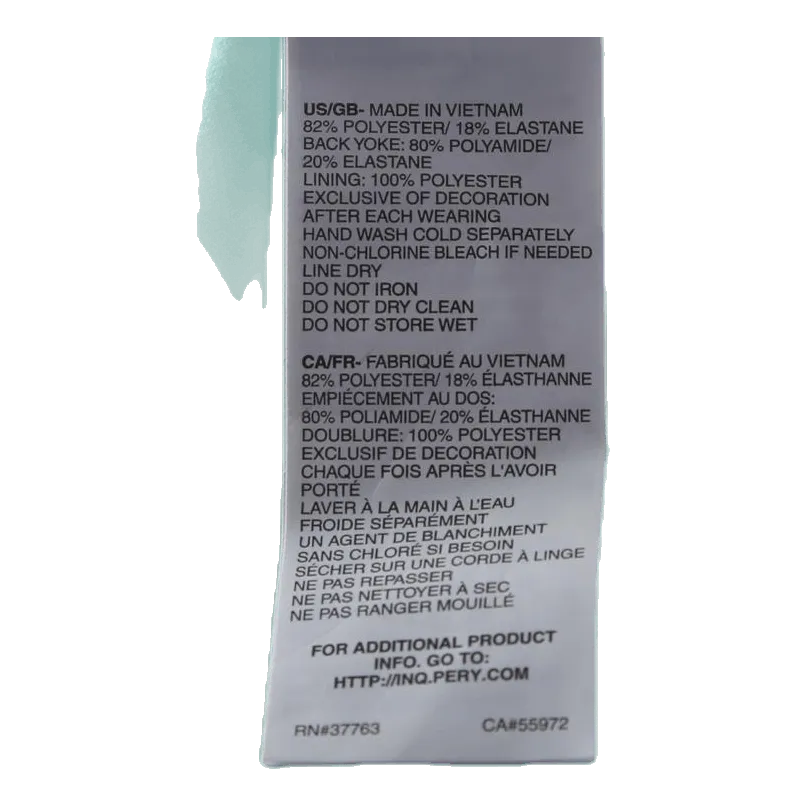 US/GB- MADE IN VIETNAM
82% POLYESTER/ 18% ELASTANE
BACK YOKE: 80% POLYAMIDE/
20% ELASTANE
LINING: 100% POLYESTER
EXCLUSIVE OF DECORATION
AFTER EACH WEARING
HAND WASH COLD SEPARATELY
NON-CHLORINE BLEACH IF NEEDED
LINE DRY
DO NOT IRON
DO NOT DRY CLEAN
DO NOT STORE WET
CA/FR- FABRIQUÉ AU VIETNAM
82% POLYESTER/ 18% ÉLASTHANNE
EMPIÉCEMENT AU DOS:
80% POLIAMIDE/ 20% ÉLASTHANNE
DOUBLURE: 100% POLYESTER
EXCLUSIF DE DECORATION
CHAQUE FOIS APRÈS L'AVOIR
PORTÉ
LAVER À LA MAIN À L'EAU
FROIDE SÉPARÉMENT
UN AGENT DE BLANCHIMENT
SANS CHLORÉ SI BESOIN
SÉCHER SUR UNE CORDE À LINGE
NE PAS REPASSER
NE PAS NETTOYER À SEC
NE PAS RANGER MOUILLÉ
FOR ADDITIONAL PRODUCT
INFO. GO TO:
HTTP://INQ.PERY.COM
RN#37763 CA#55972